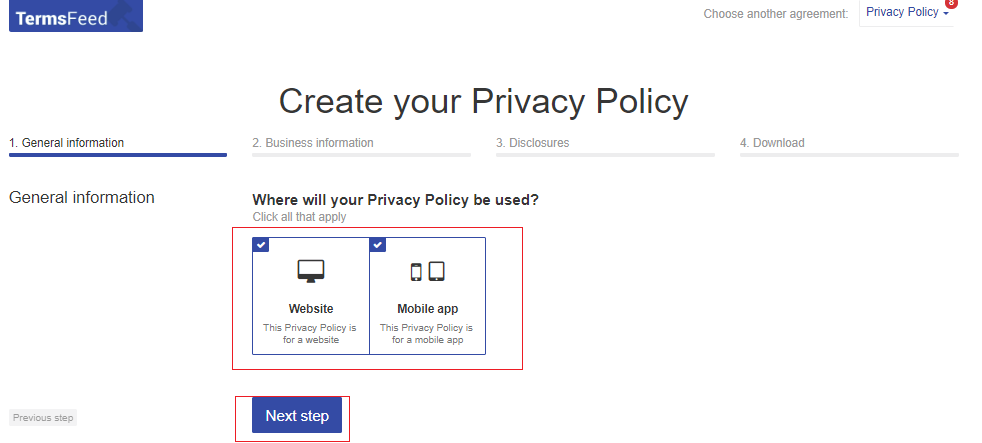 TermsFeed
Choose another agreement:
Privacy Policy
8
Create your Privacy Policy
1. General information
2. Business information
3. Disclosures
4. Download
General information
Where will your Privacy Policy be used?
Click all that apply
Website
This Privacy Policy is
for a website
Mobile app
This Privacy Policy is
for a mobile app
Previous step
Next step